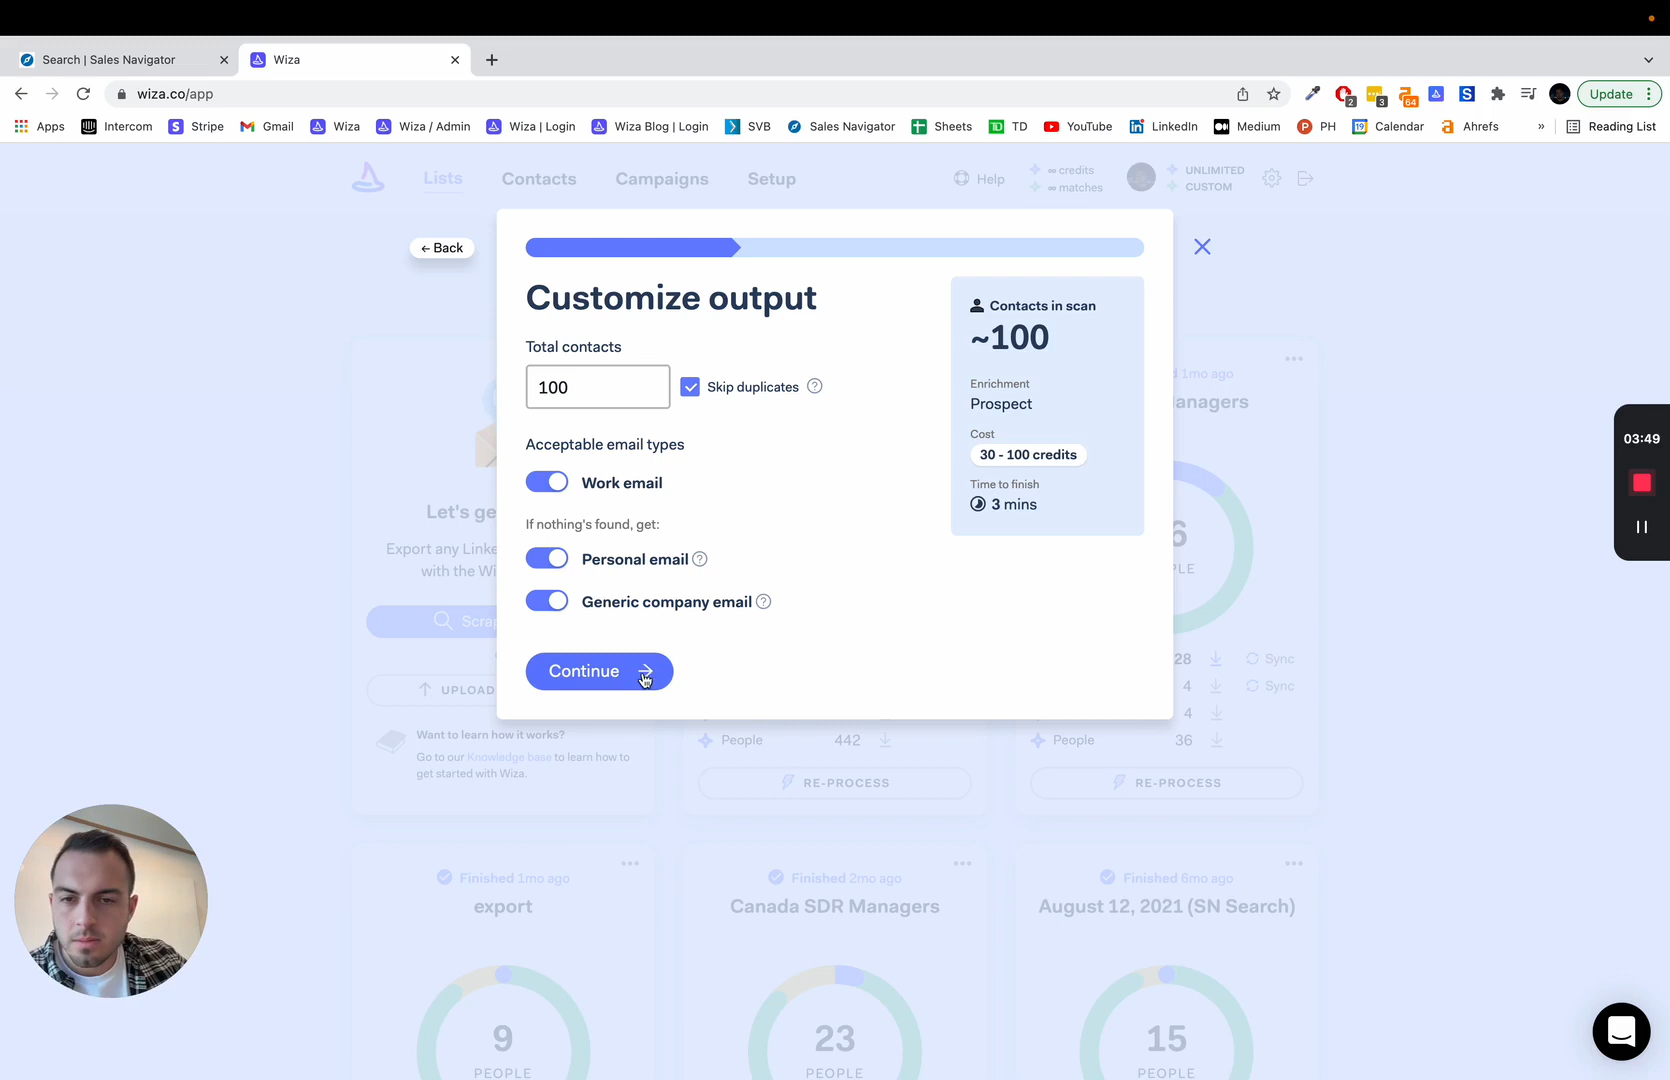 Search | Sales Navigator
Wiza
wiza.co/app
2
3
64
S
Update
Apps
Intercom
Stripe
Gmail
Wiza
Wiza / Admin
Wiza | Login
Wiza Blog | Login
SVB
Sales Navigator
Sheets
TD
YouTube
LinkedIn
Medium
PH
Calendar
Ahrefs
»
Reading List
Lists
Contacts
Campaigns
Setup
Help
∞ credits
∞ matches
UNLIMITED
CUSTOM
← Back
Customize output
Total contacts
100
Skip duplicates
Acceptable email types
Work email
If nothing's found, get:
Personal email
Generic company email
Continue
Contacts in scan
~100
Enrichment
Prospect
Cost
30 - 100 credits
Time to finish
3 mins
03:49
Let's ge
Export any Linke
with the Wi
Scrap
UPLOAD
Want to learn how it works?
Go to our Knowledge base to learn how to
get started with Wiza.
People 442
RE-PROCESS
1mo ago
anagers
6
PLE
28 Sync
4 Sync
4
People 36
RE-PROCESS
Finished 1mo ago
export
9
PEOPLE
Finished 2mo ago
Canada SDR Managers
23
PEOPLE
Finished 6mo ago
August 12, 2021 (SN Search)
15
PEOPLE